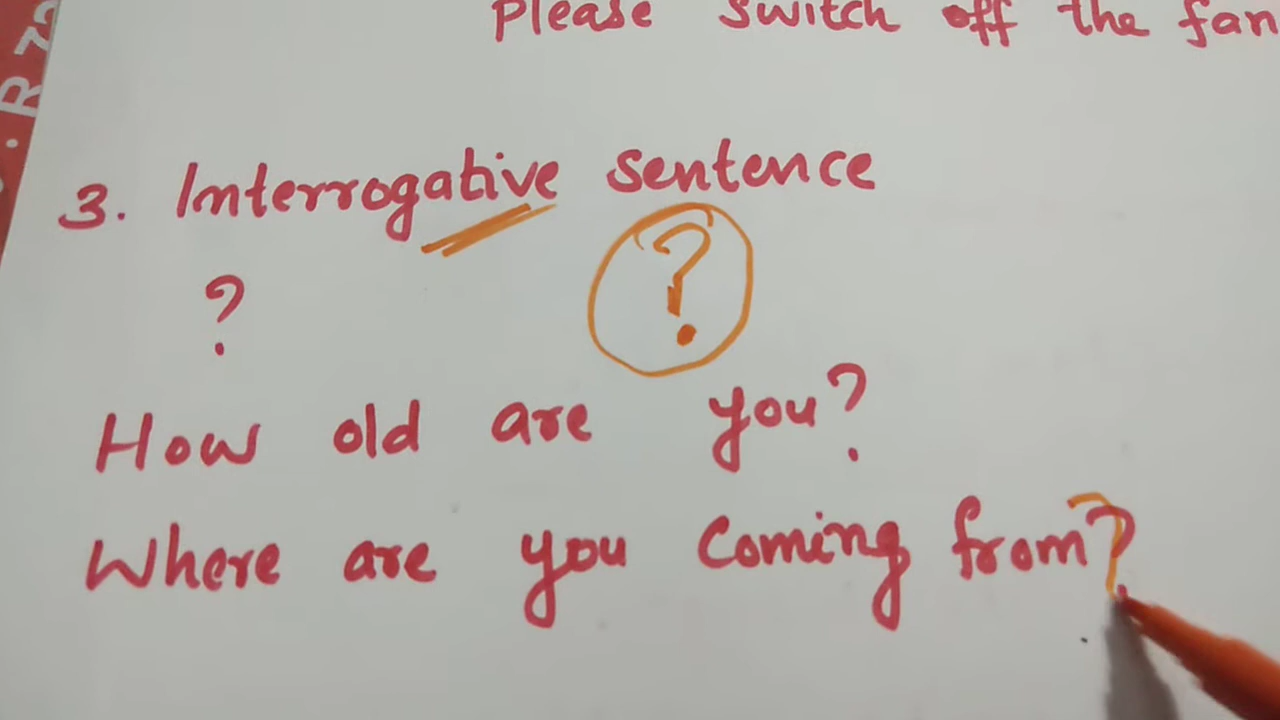 Please switch off the fan
3. Interrogative sentence
? ?
How old are you?
Where are you coming from?